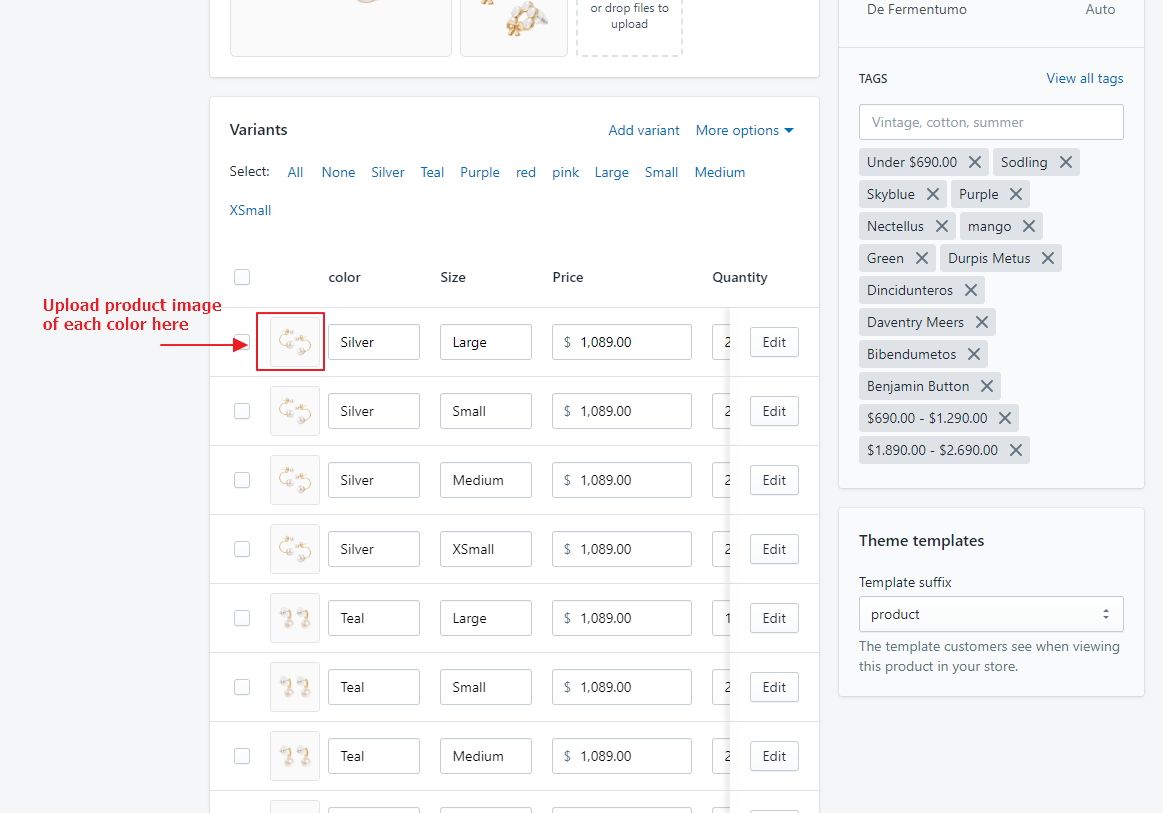 or drop files to
upload
De Fermentumo Auto
TAGS View all tags
Vintage, cotton, summer
Under $690.00 Sodling
Skyblue Purple
Nectellus mango
Green Durpis Metus
Dincidunteros
Daventry Meers
Bibendumetos
Benjamin Button
$690.00 - $1.290.00
$1.890.00 - $2.690.00
Theme templates
Template suffix
product
The template customers see when viewing
this product in your store.
Variants Add variant More options
Select: All None Silver Teal Purple red pink Large Small Medium
XSmall
color Size Price Quantity
Upload product image
of each color here
Silver Large $ 1,089.00 2 Edit
Silver Small $ 1,089.00 2 Edit
Silver Medium $ 1,089.00 2 Edit
Silver XSmall $ 1,089.00 2 Edit
Teal Large $ 1,089.00 1 Edit
Teal Small $ 1,089.00 2 Edit
Teal Medium $ 1,089.00 2 Edit